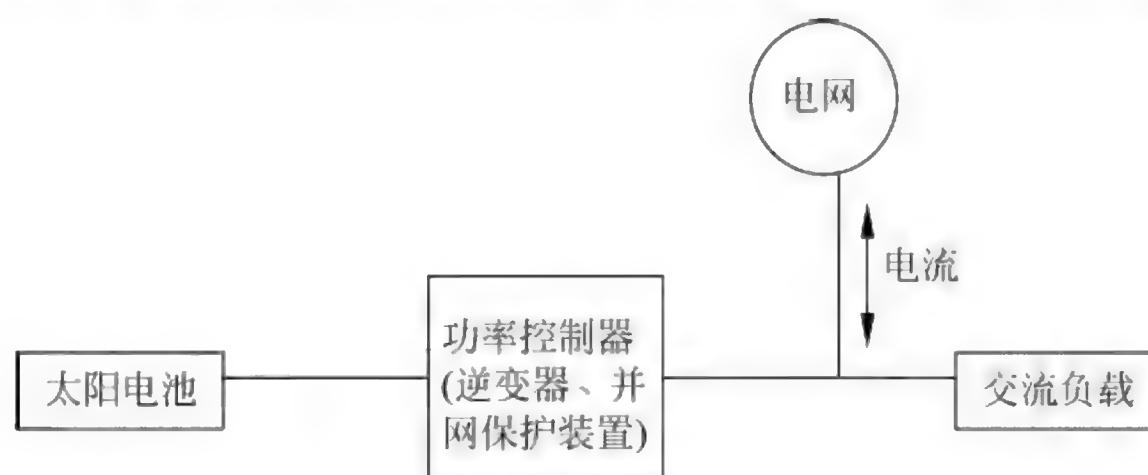 电网
电流
功率控制器
(逆变器、并
网保护装置)
太阳电池
交流负载